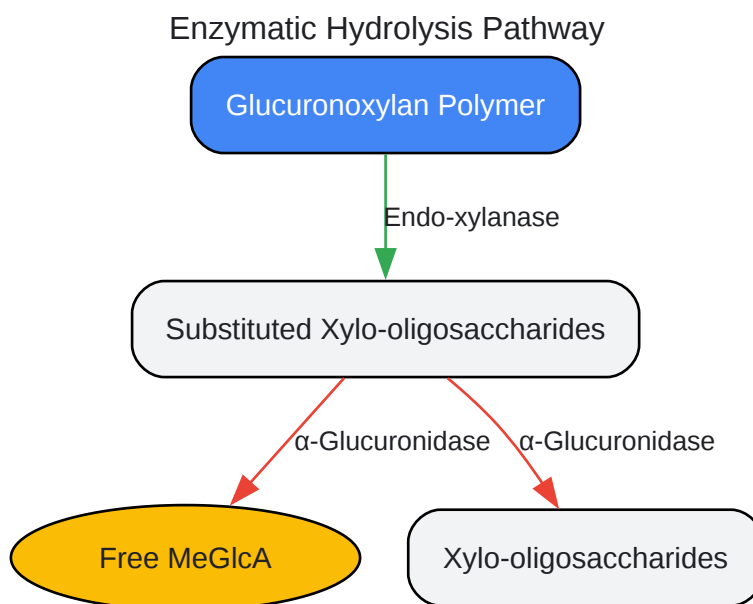 Enzymatic Hydrolysis Pathway
Glucuronoxylan Polymer
Endo-xylanase
Substituted Xylo-oligosaccharides
α-Glucuronidase
α-Glucuronidase
Free MeGlcA
Xylo-oligosaccharides